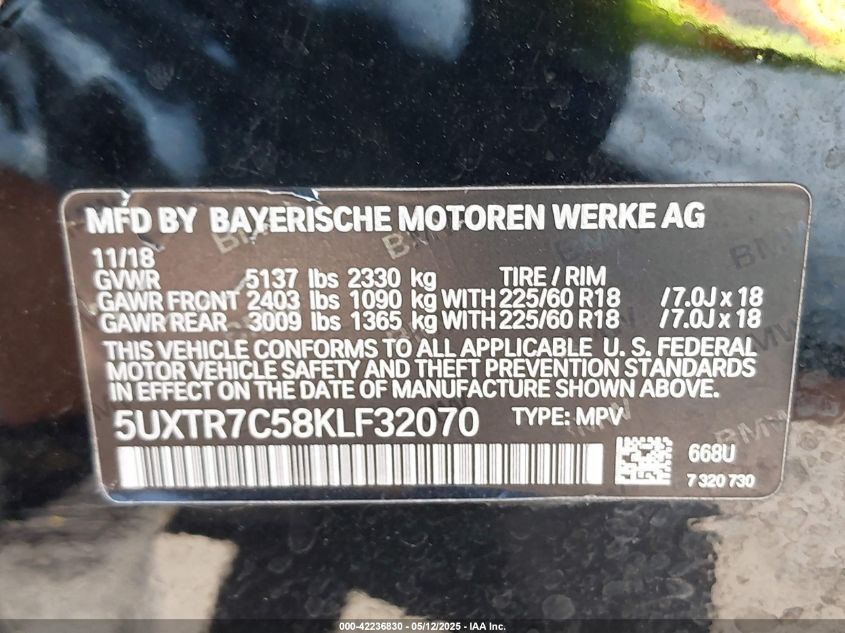 MFD BY BAYERISCHE MOTOREN WERKE AG
11/18
GVWR 5137 lbs 2330 kg TIRE / RIM
GAWR FRONT 2403 lbs 1090 kg WITH 225/60 R18 /7.0J x 18
GAWR REAR 3009 lbs 1365 kg WITH 225/60 R18 /7.0J x 18
THIS VEHICLE CONFORMS TO ALL APPLICABLE U. S. FEDERAL
MOTOR VEHICLE SAFETY AND THEFT PREVENTION STANDARDS
IN EFFECT ON THE DATE OF MANUFACTURE SHOWN ABOVE.
5UXTR7C58KLF32070 TYPE: MPV
668U
7 320 730
000-42236830 - 05/12/2025 - IAA Inc.